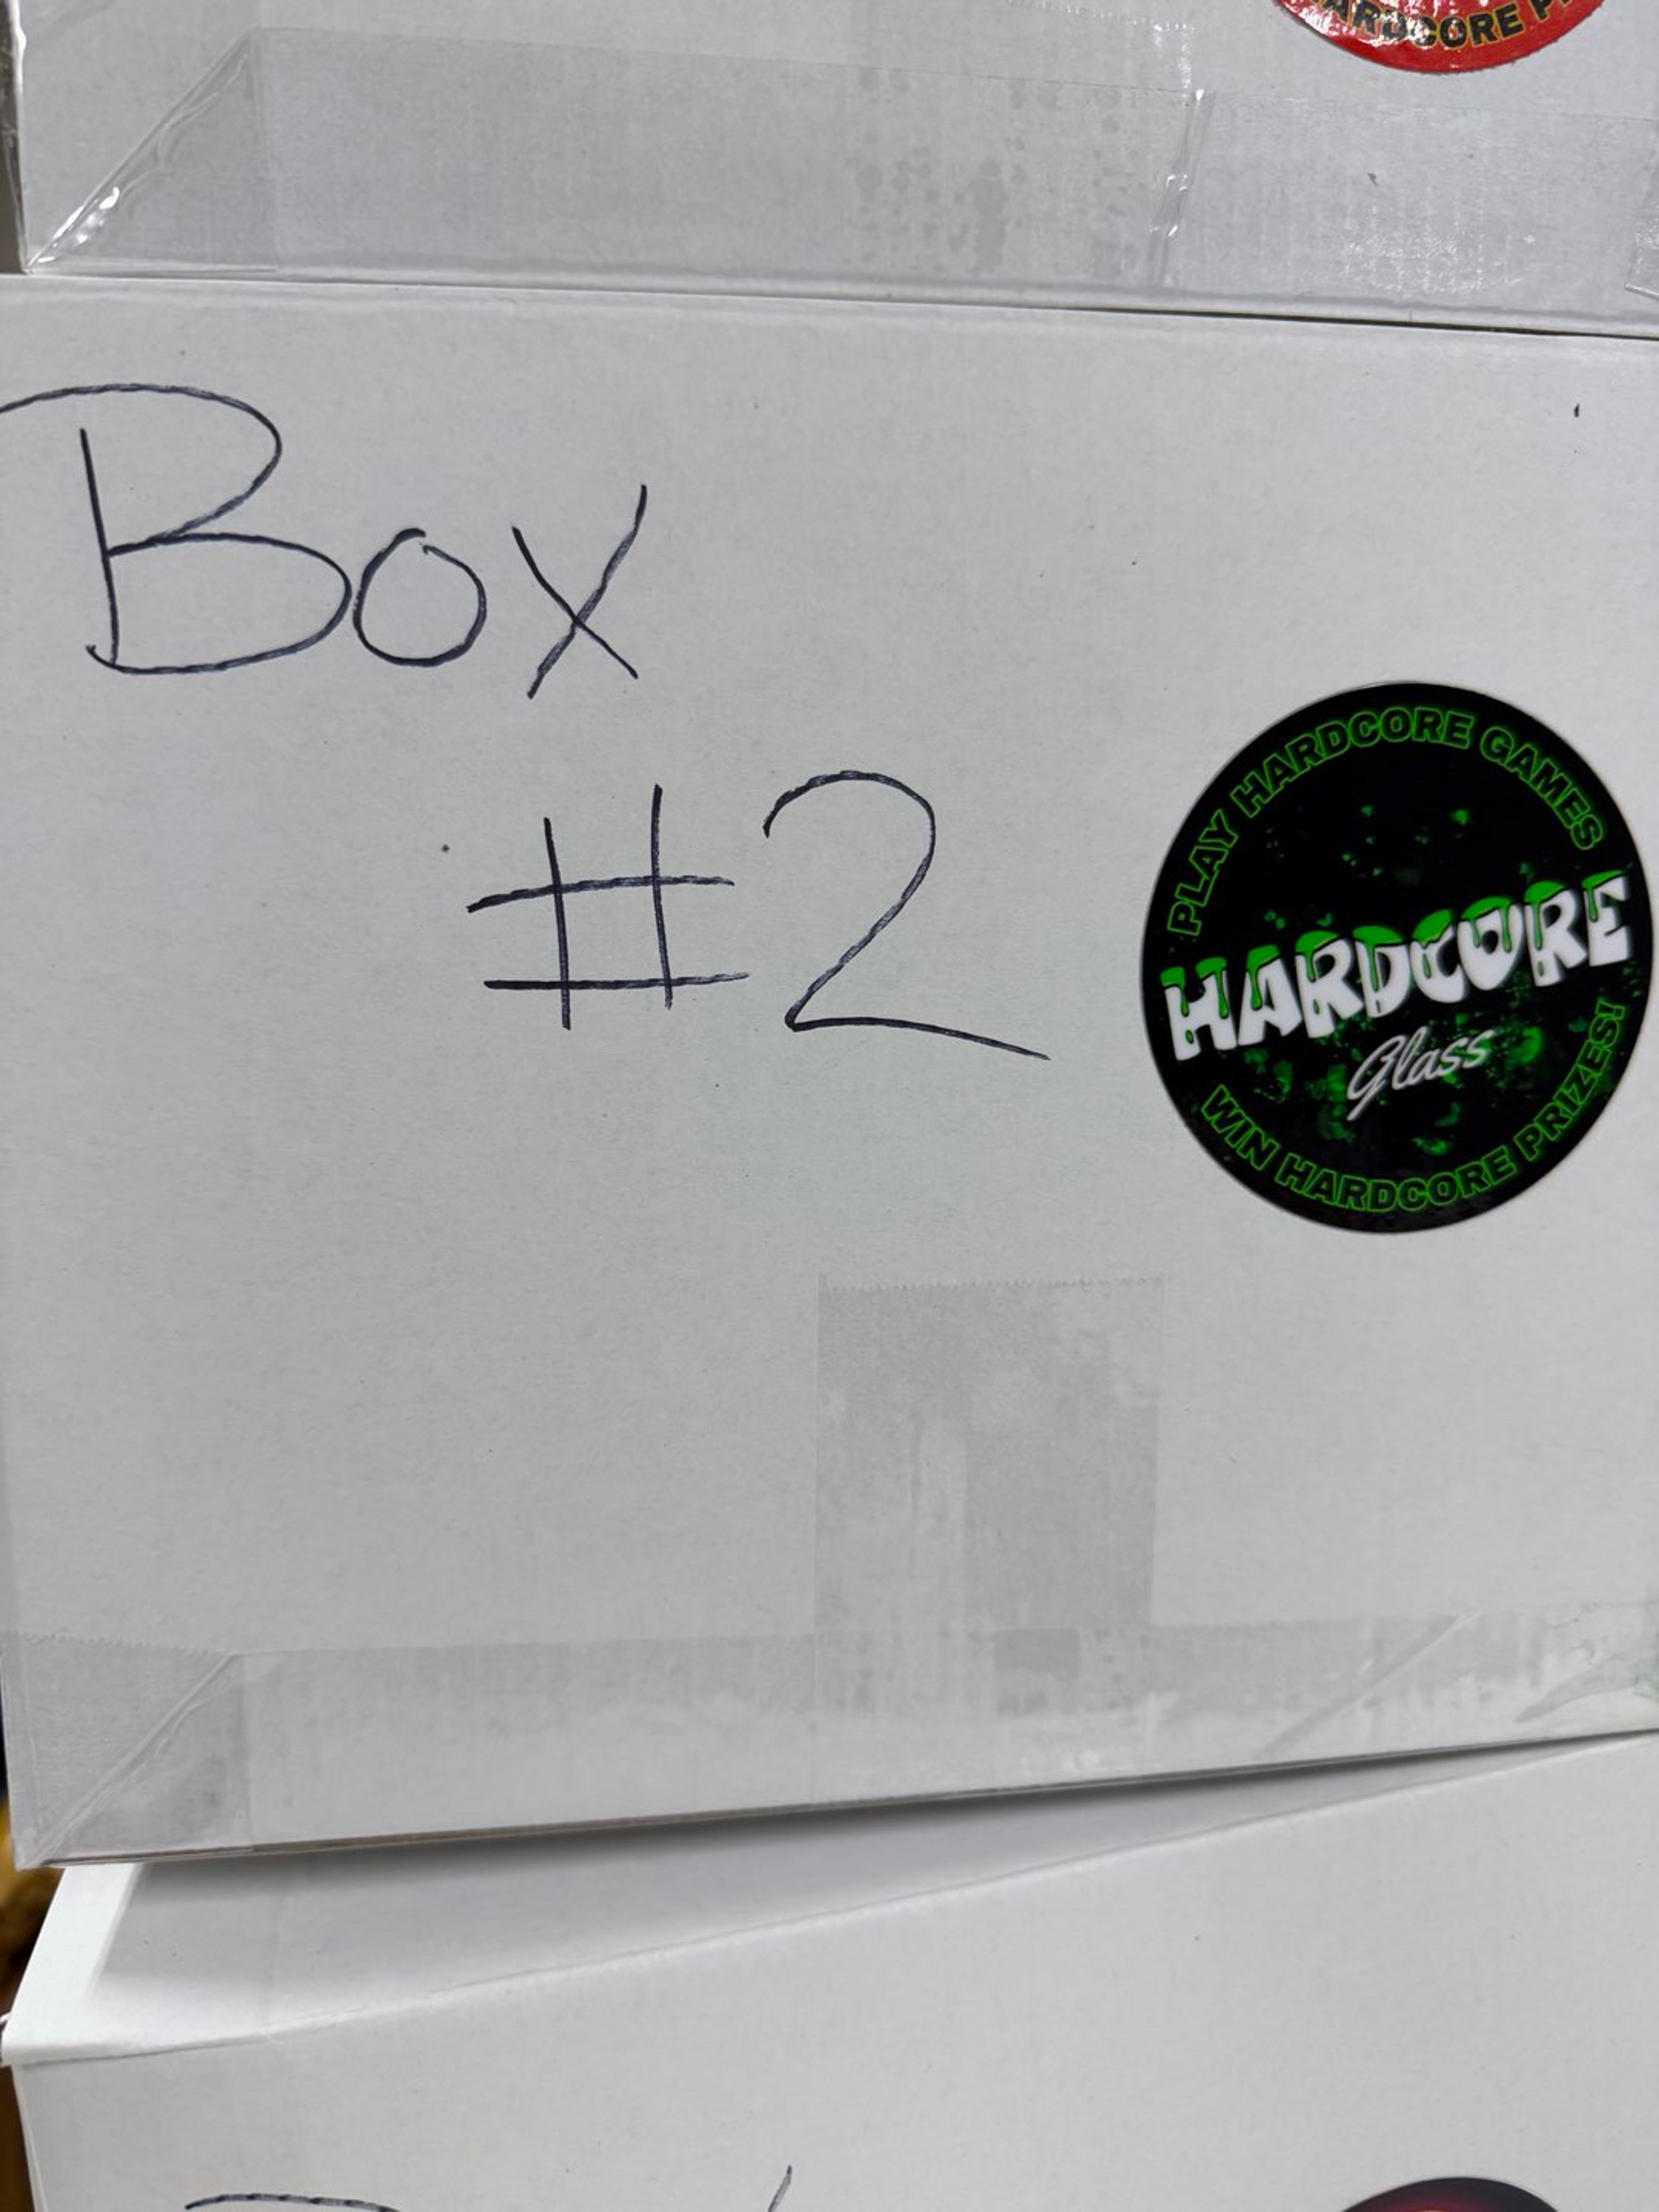 HARDCORE
Box
#2
PLAY HARDCORE GAMES
HARDCORE
Glass
WIN HARDCORE PRIZES!